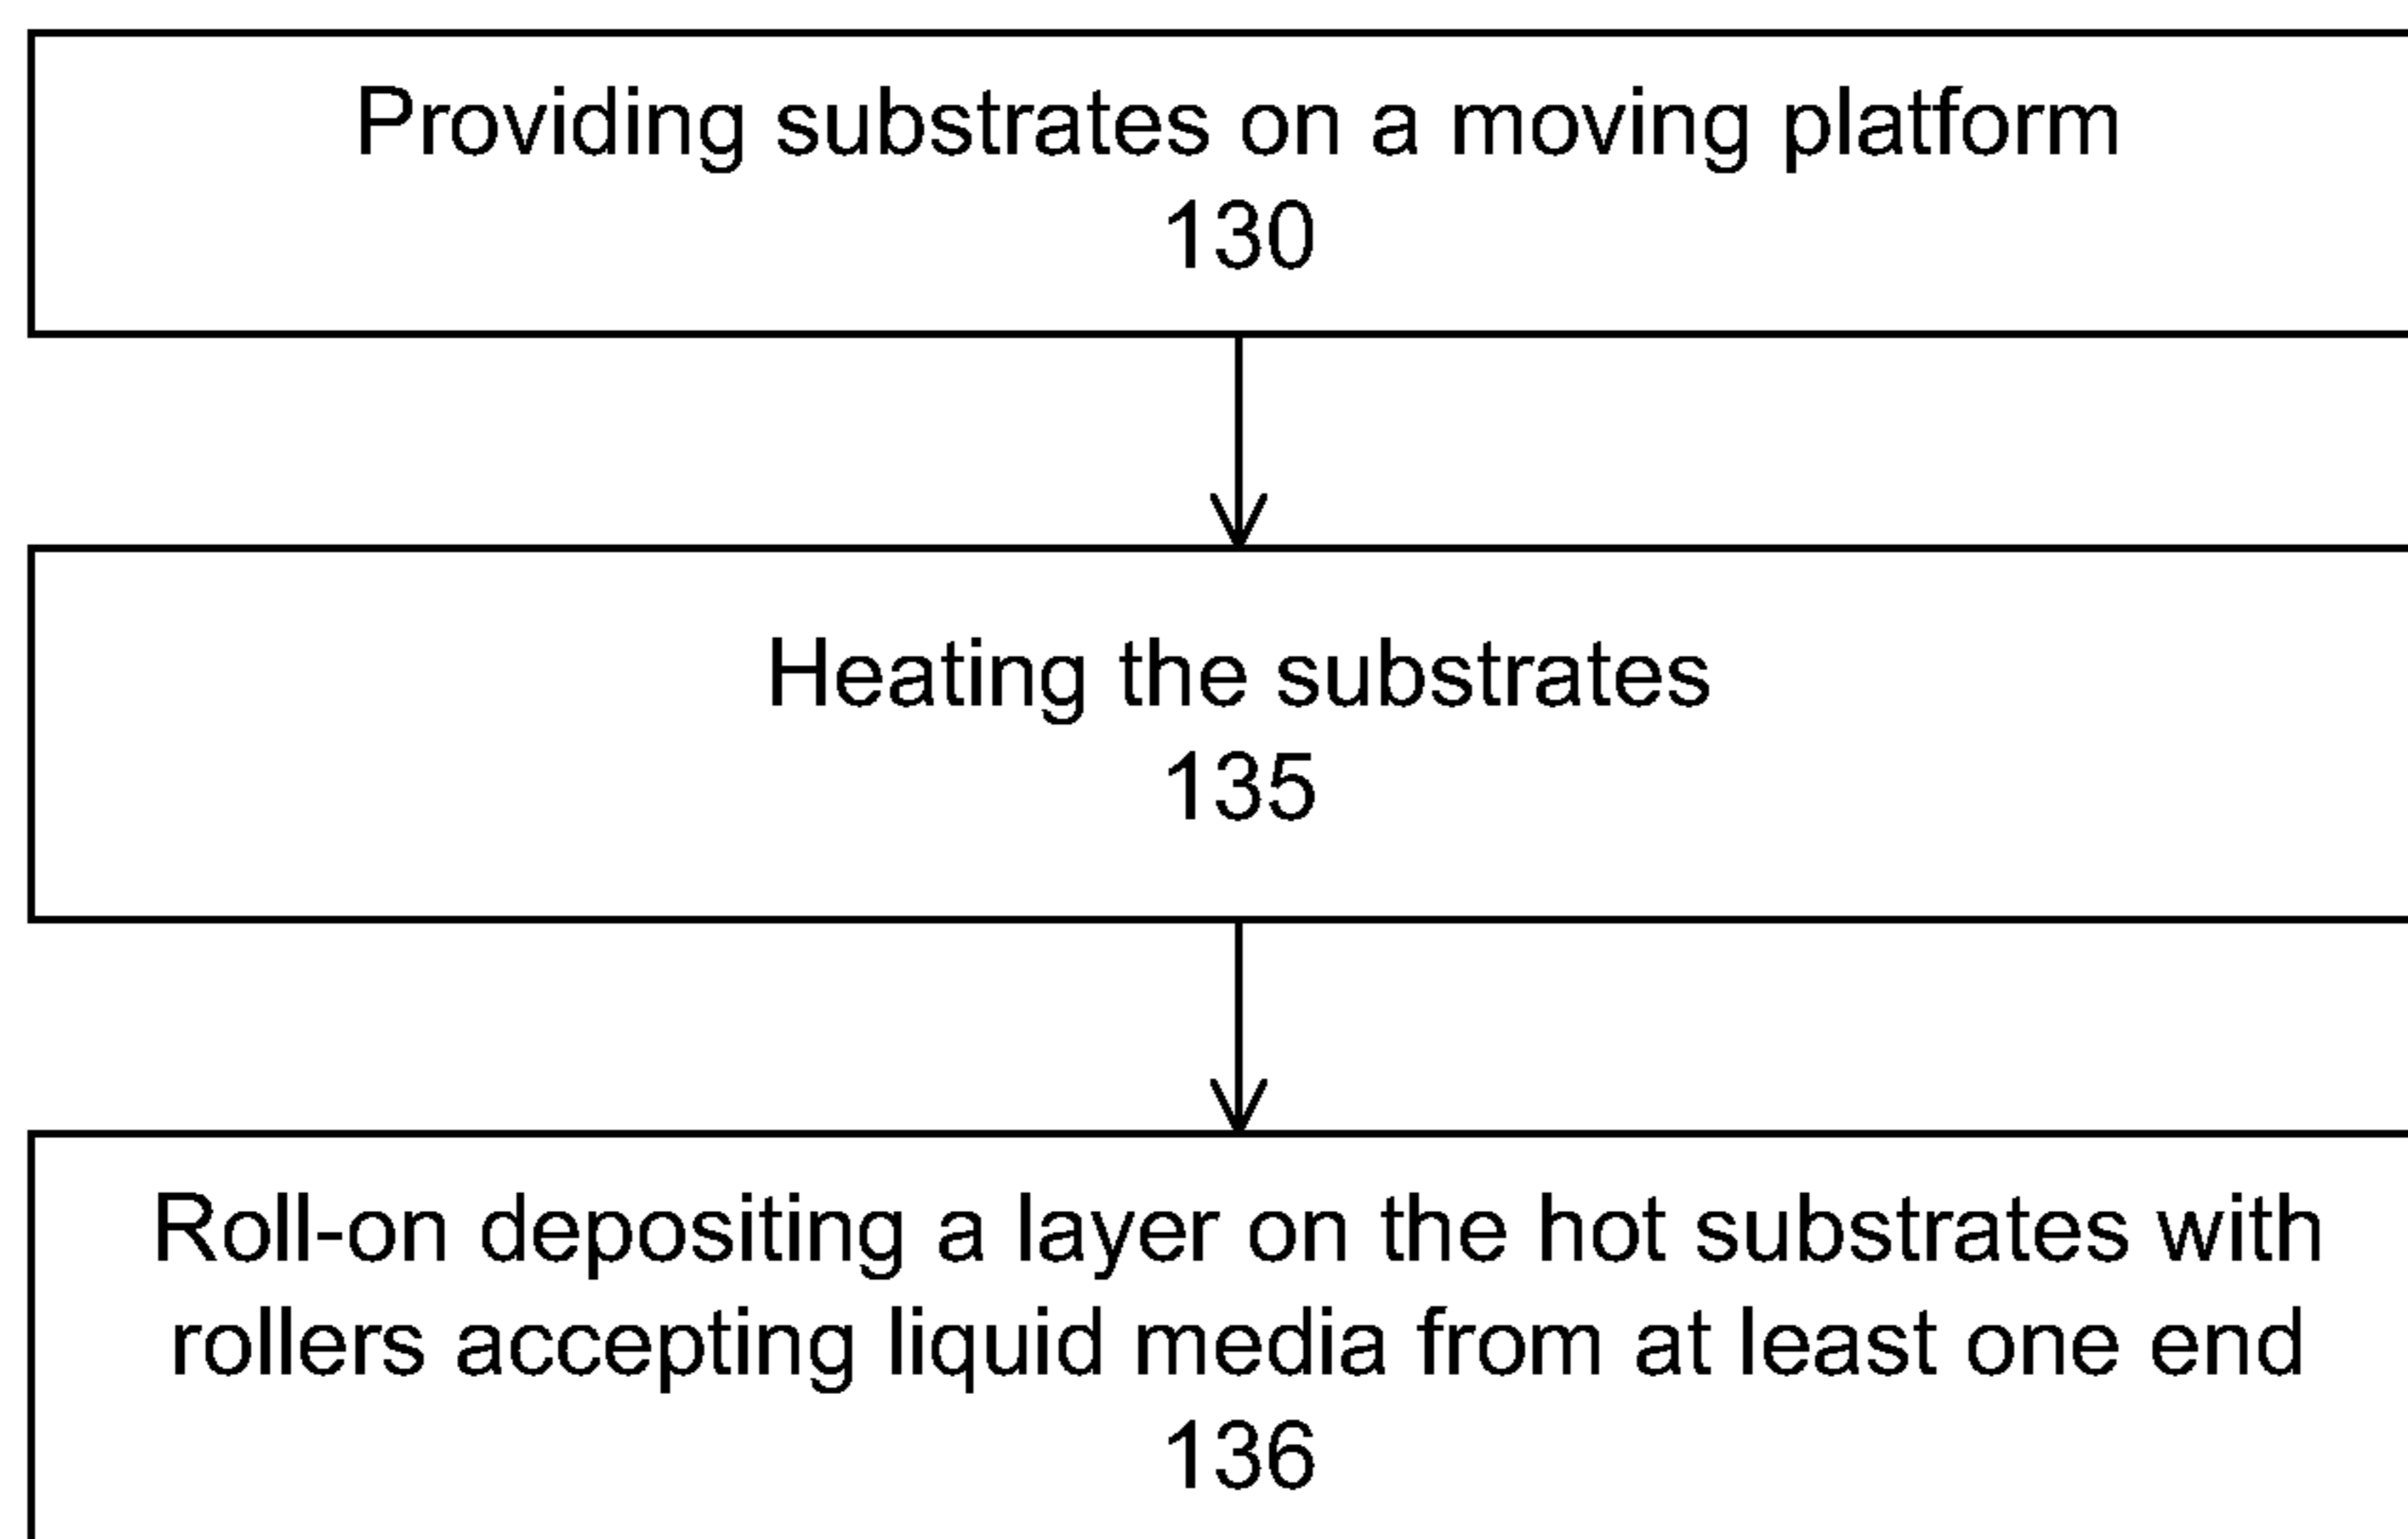 Providing substrates on a moving platform
130
Heating the substrates
135
Roll-on depositing a layer on the hot substrates with
rollers accepting liquid media from at least one end
136